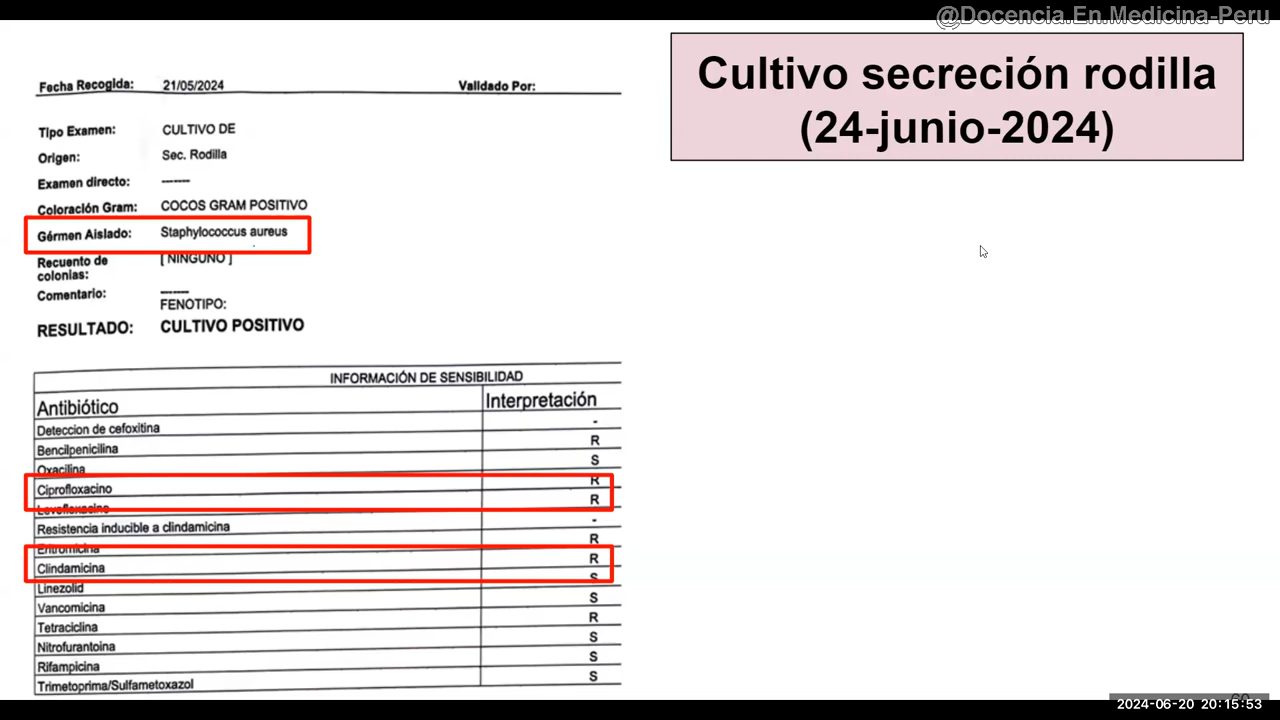 @Docencia.En.Medicina-Peru
Cultivo secreción rodilla
(24-junio-2024)
Fecha Recogida: 21/05/2024 Validado Por:
Tipo Examen: CULTIVO DE
Origen: Sec. Rodilla
Examen directo: -------
Coloración Gram: COCOS GRAM POSITIVO
Gérmen Aislado: Staphylococcus aureus
Recuento de colonias: [ NINGUNO ]
Comentario: -------
FENOTIPO:
RESULTADO: CULTIVO POSITIVO
INFORMACIÓN DE SENSIBILIDAD
Antibiótico Interpretación
Deteccion de cefoxitina -
Bencilpenicilina R
Oxacilina S
Ciprofloxacino R
Levofloxacino R
Resistencia inducible a clindamicina -
Eritromicina R
Clindamicina R
Linezolid S
Vancomicina S
Tetraciclina R
Nitrofurantoina S
Rifampicina S
Trimetoprima/Sulfametoxazol S
2024-06-20 20:15:53